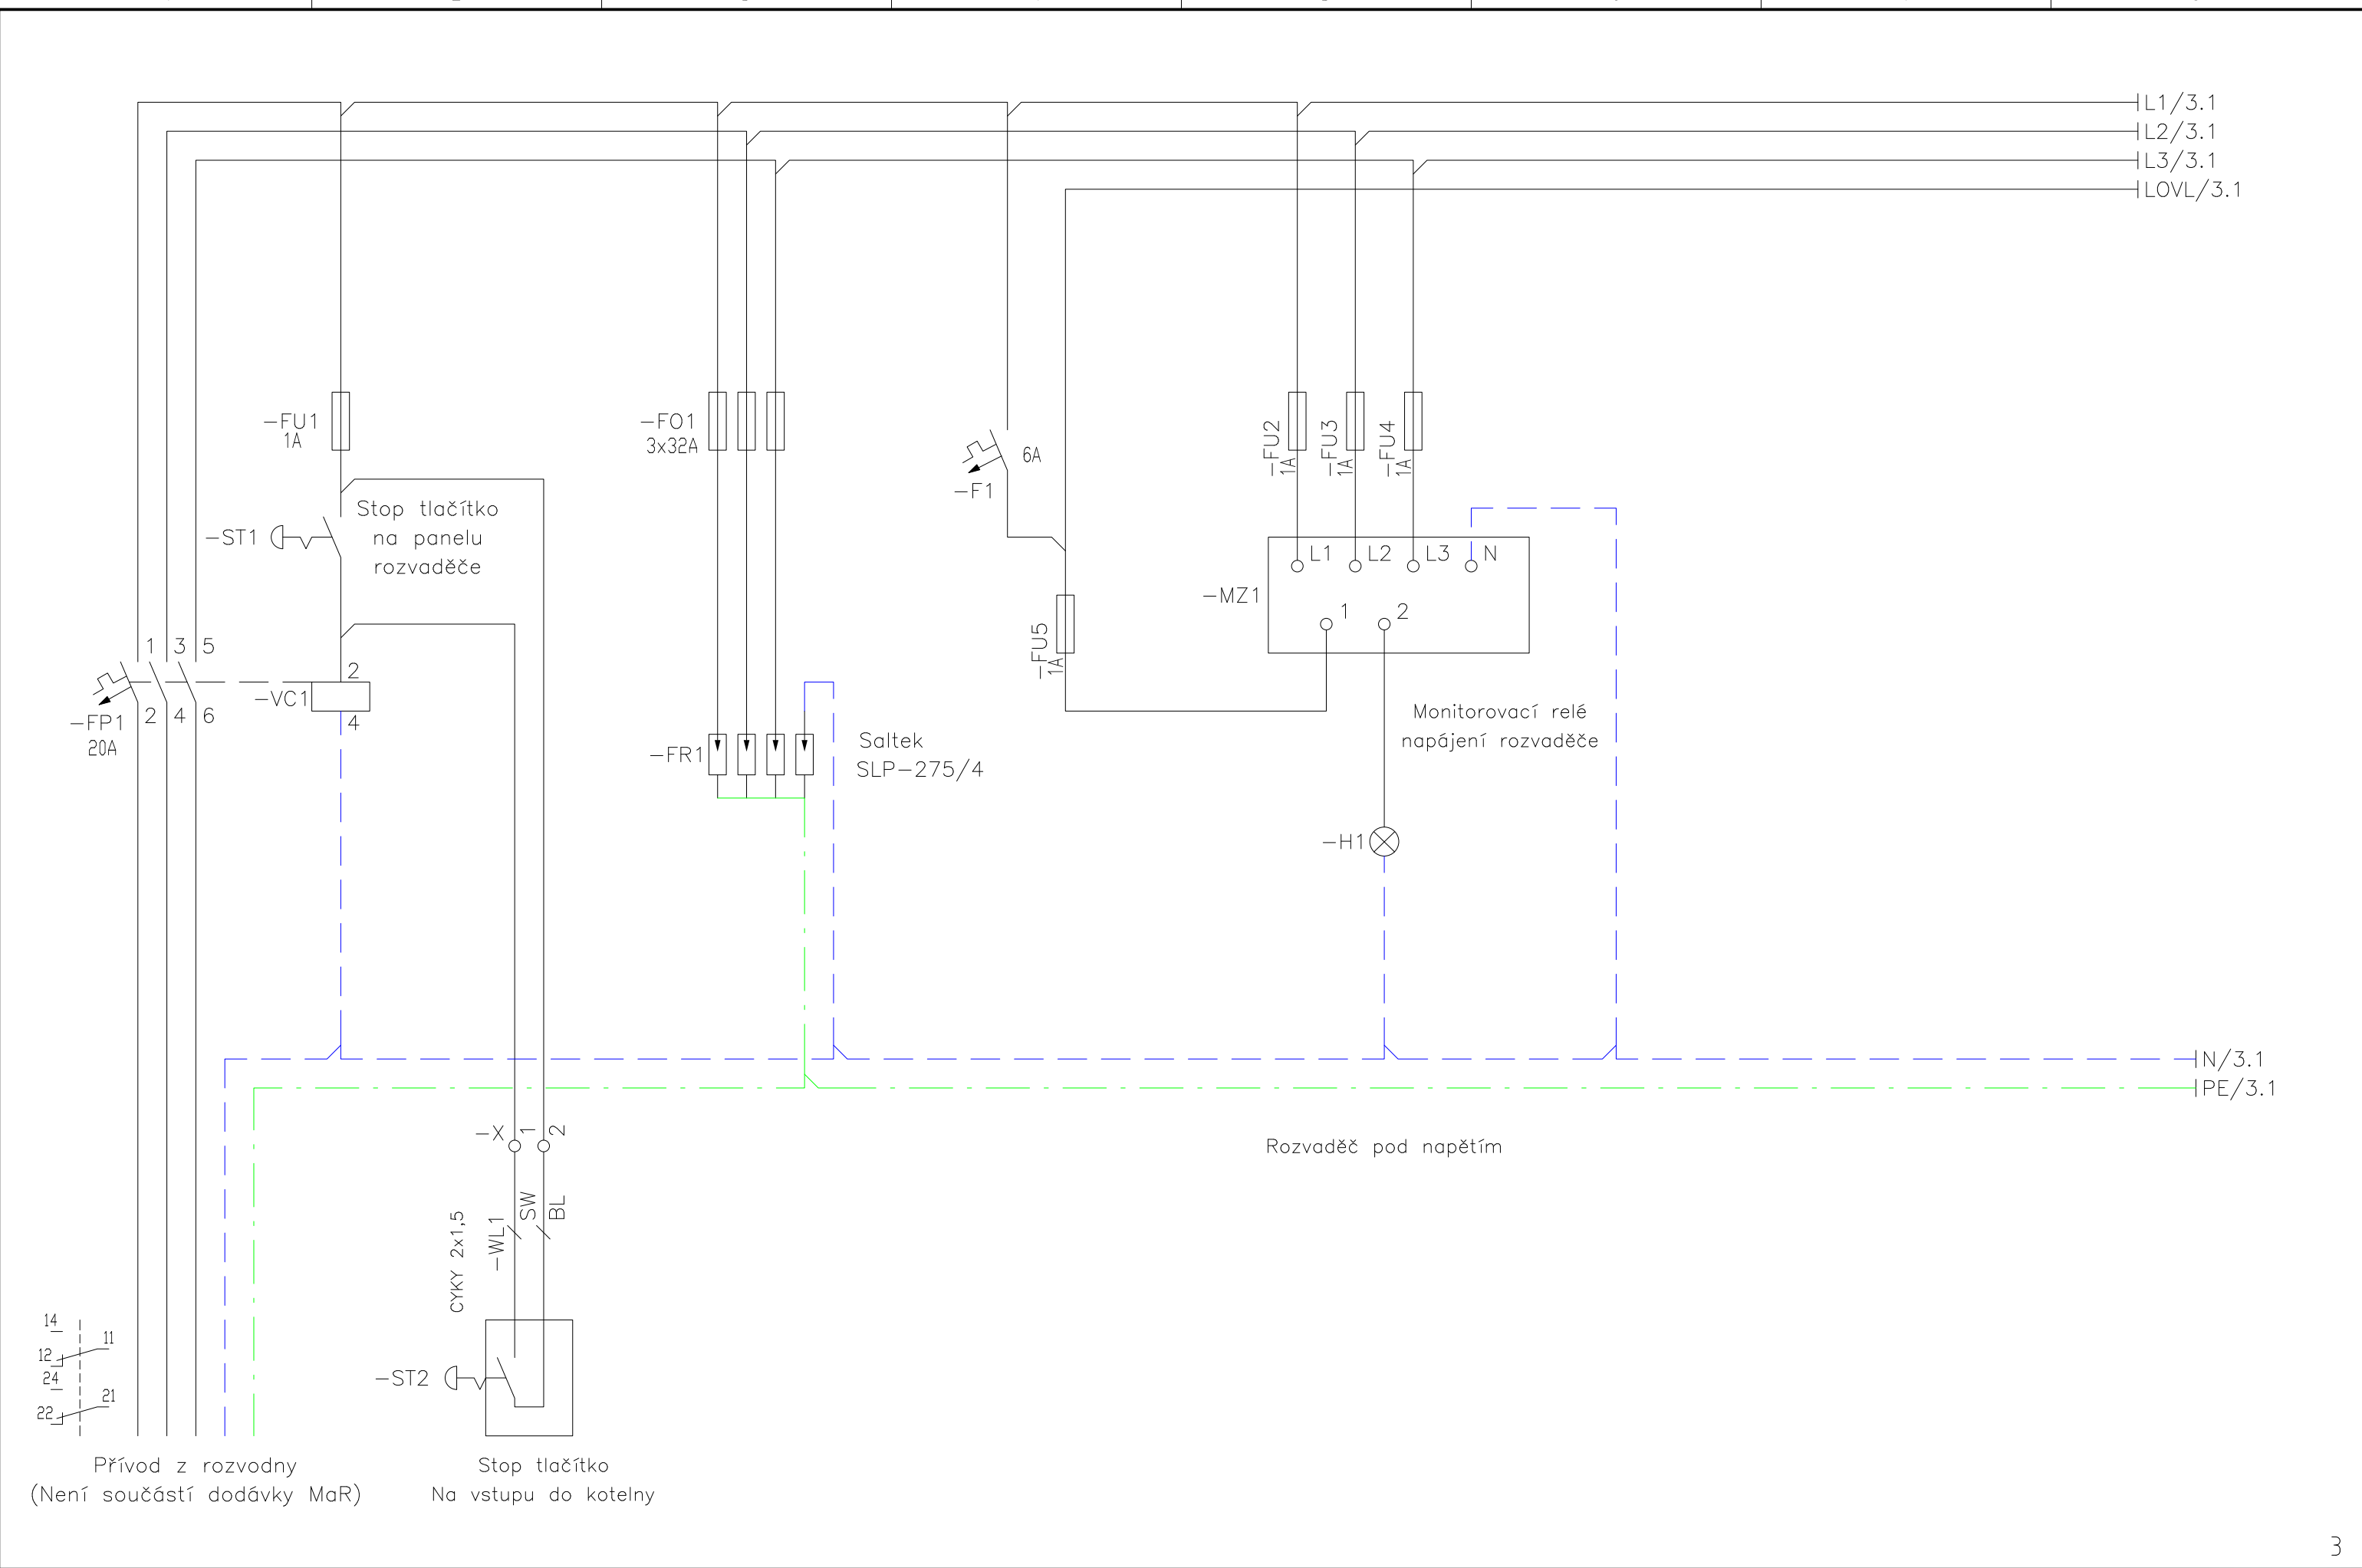 L1/3.1
L2/3.1
L3/3.1
LOVL/3.1
-FU1
1A
-FO1
3x32A
6A
-F1
-FU2
1A
-FU3
1A
-FU4
1A
Stop tlačítko
na panelu
rozvaděče
-ST1
L1
L2
L3
N
-MZ1
1
2
-FU5
1A
1
3
5
2
-VC1
4
-FP1
20A
2
4
6
-FR1
Saltek
SLP-275/4
Monitorovací relé
napájení rozvaděče
-H1
N/3.1
PE/3.1
-X
1
2
Rozvaděč pod napětím
CYKY 2x1,5
-WL1
SW
BL
-ST2
14
11
12
24
21
22
Přívod z rozvodny
(Není součástí dodávky MaR)
Stop tlačítko
Na vstupu do kotelny
3